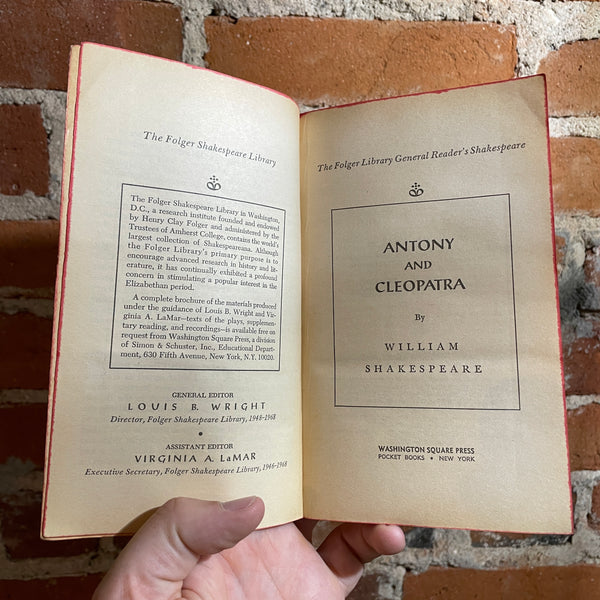 The Folger Shakespeare Library
The Folger Shakespeare Library in Washington,
D.C., a research institute founded and endowed
by Henry Clay Folger and administered by the
Trustees of Amherst College, contains the world's
largest collection of Shakespeareana. Although
the Folger Library's primary purpose is to
encourage advanced research in history and lit-
erature, it has continually exhibited a profound
concern in stimulating a popular interest in the
Elizabethan period.
A complete brochure of the materials produced
under the guidance of Louis B. Wright and Vir-
ginia A. LaMar—texts of the plays, supplemen-
tary reading, and recordings—is available free on
request from Washington Square Press, a division
of Simon & Schuster, Inc., Educational Depart-
ment, 630 Fifth Avenue, New York, N.Y. 10020.
GENERAL EDITOR
LOUIS B. WRIGHT
Director, Folger Shakespeare Library, 1948-1968
•
ASSISTANT EDITOR
VIRGINIA A. LaMAR
Executive Secretary, Folger Shakespeare Library, 1946-1968
The Folger Library General Reader's Shakespeare
ANTONY
AND
CLEOPATRA
By
WILLIAM
SHAKESPEARE
WASHINGTON SQUARE PRESS
POCKET BOOKS • NEW YORK